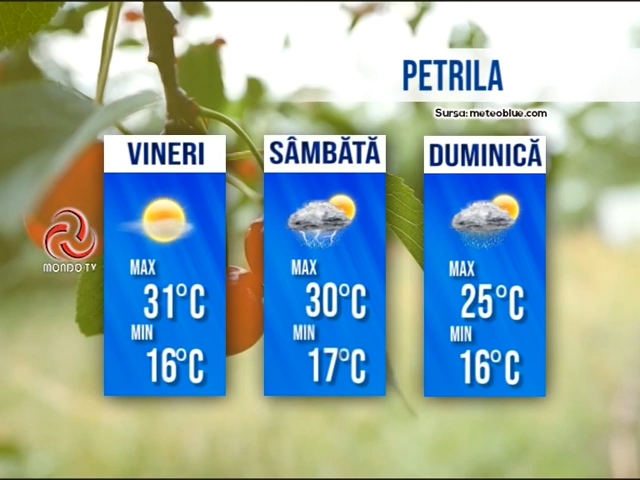 PETRILA
Sursa: meteoblue.com
VINERI
MAX
31°C
MIN
16°C
SÂMBĂTĂ
MAX
30°C
MIN
17°C
DUMINICĂ
MAX
25°C
MIN
16°C
MONDO TV